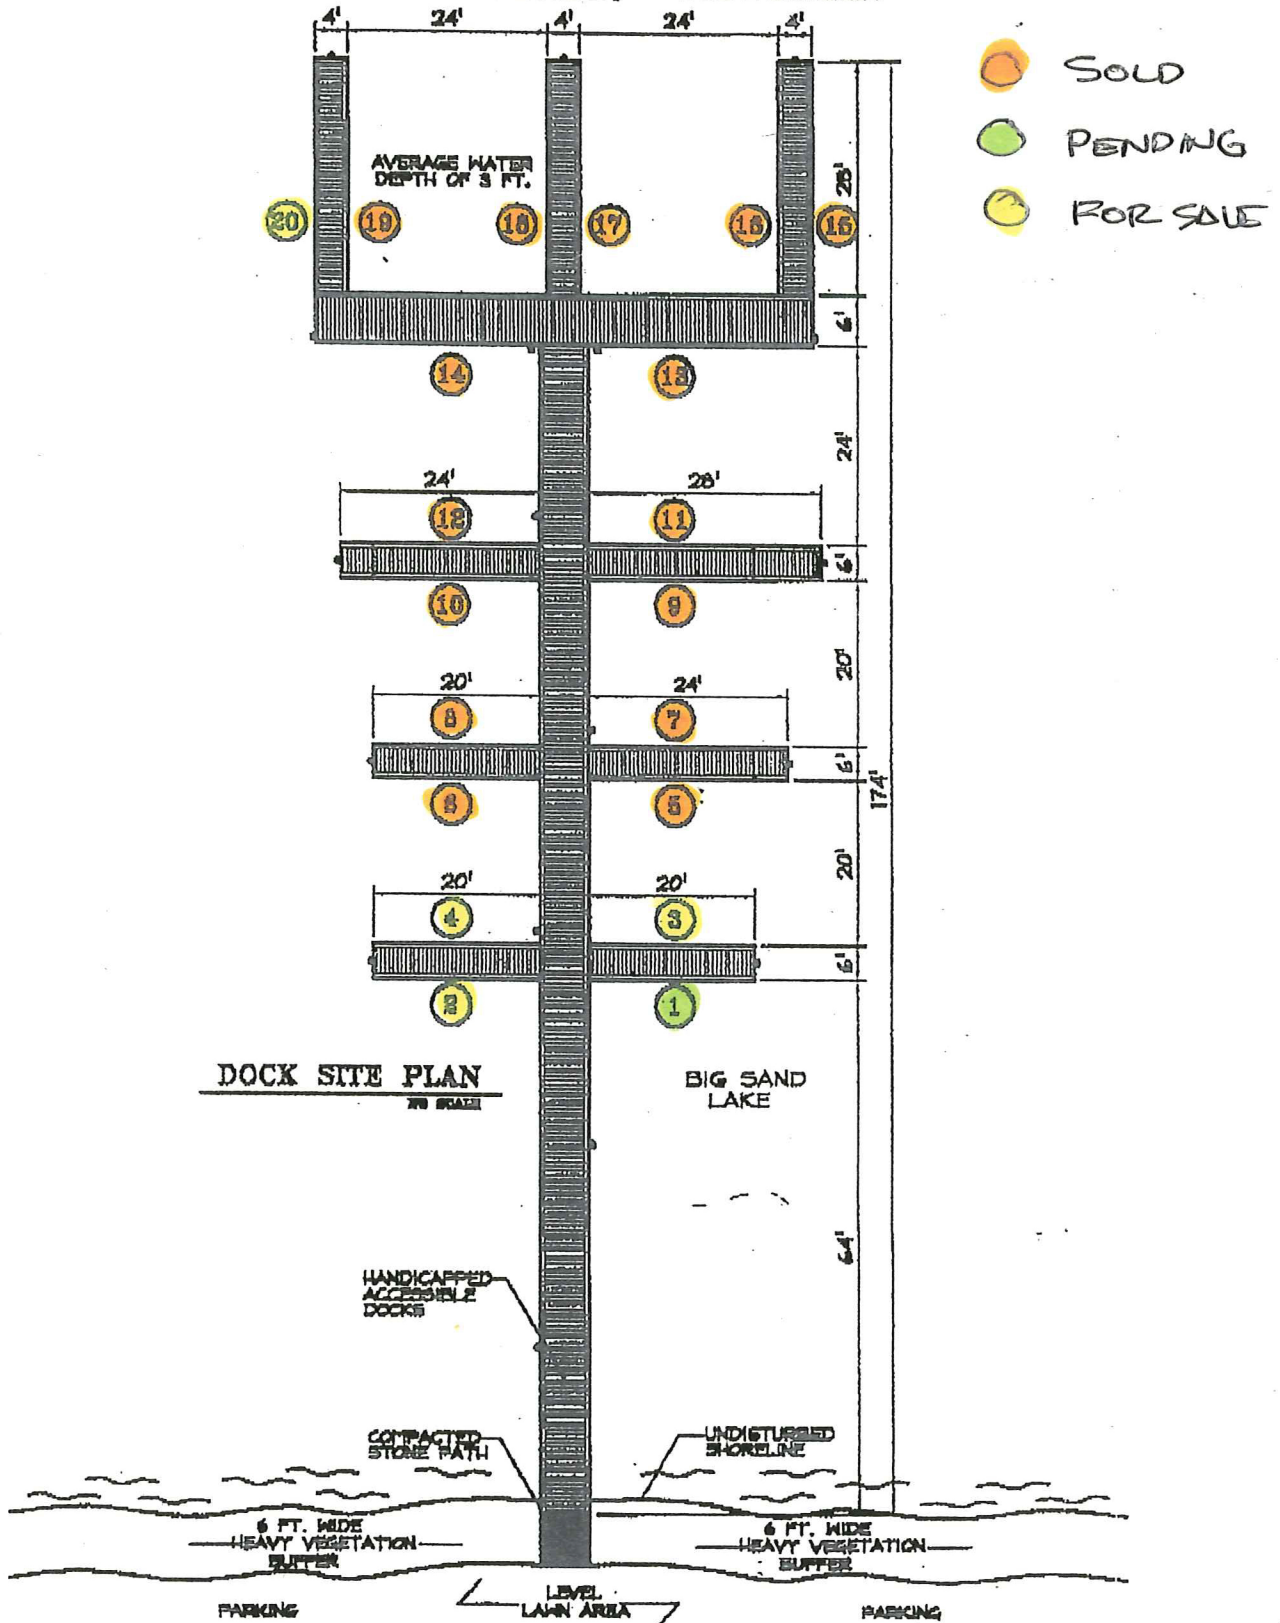 4' 24' 4' 24' 4'
SOLD
PENDING
FOR SALE
AVERAGE WATER
DEPTH OF 3 FT.
28'
20 19 18 17 16 15
6'
14 13
24'
24' 28'
12 11
6'
10 9
20'
20' 24'
8 7
6'
174'
6 5
20'
20' 20'
4 3
6'
2 1
DOCK SITE PLAN
NO SCALE
BIG SAND
LAKE
64'
HANDICAPPED
ACCESSIBLE
DOCKS
COMPACTED
STONE PATH
UNDISTURBED
SHORELINE
6 FT. WIDE
HEAVY VEGETATION
BUFFER
6 FT. WIDE
HEAVY VEGETATION
BUFFER
PARKING
LEVEL
LAWN AREA
PARKING